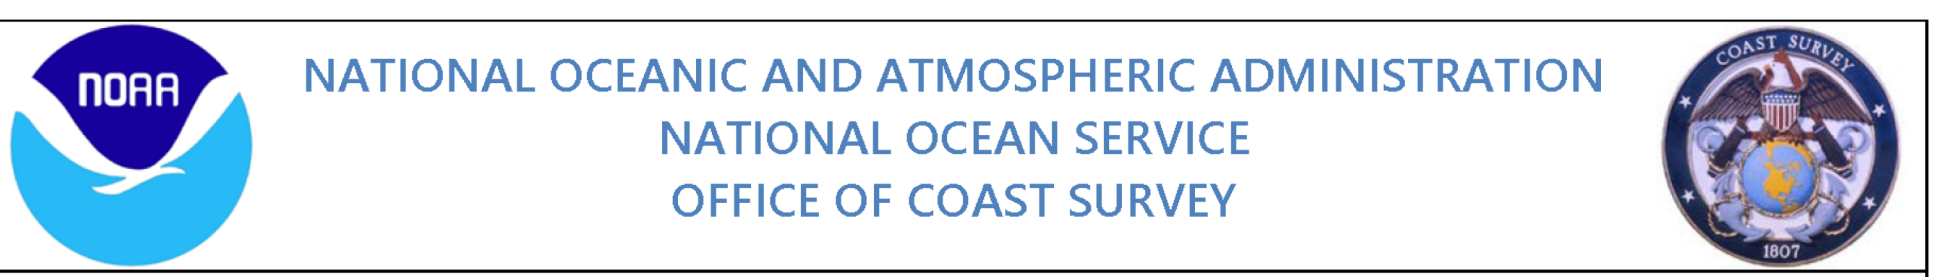 NOAA
NATIONAL OCEANIC AND ATMOSPHERIC ADMINISTRATION
NATIONAL OCEAN SERVICE
OFFICE OF COAST SURVEY
COAST SURVEY
1807